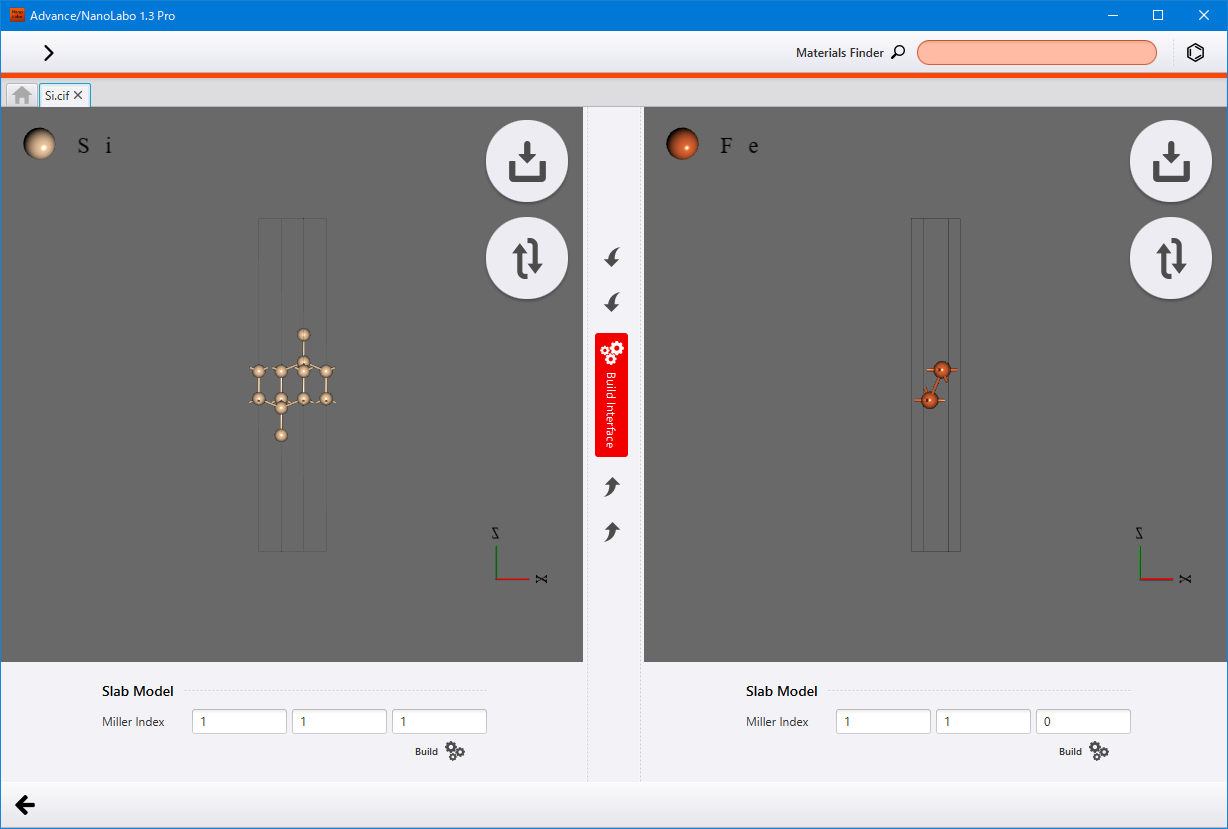 Advance/NanoLabo 1.3 Pro
Materials Finder
Si.cif
S i
F e
Build Interface
Z
X
Z
X
Slab Model
Miller Index 1 1 1
Build
Slab Model
Miller Index 1 1 0
Build